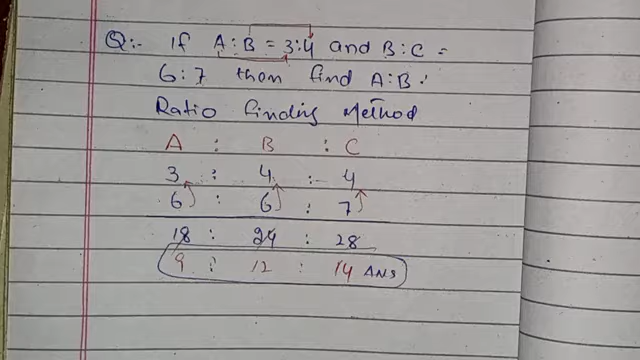 Q:- If A:B = 3:4 and B:C =
6:7 then find A:B:
Ratio finding Method
A : B : C
3 : 4 :- 4
6 : 6 : 7
18 : 24 : 28
9 : 12 : 14 Ans